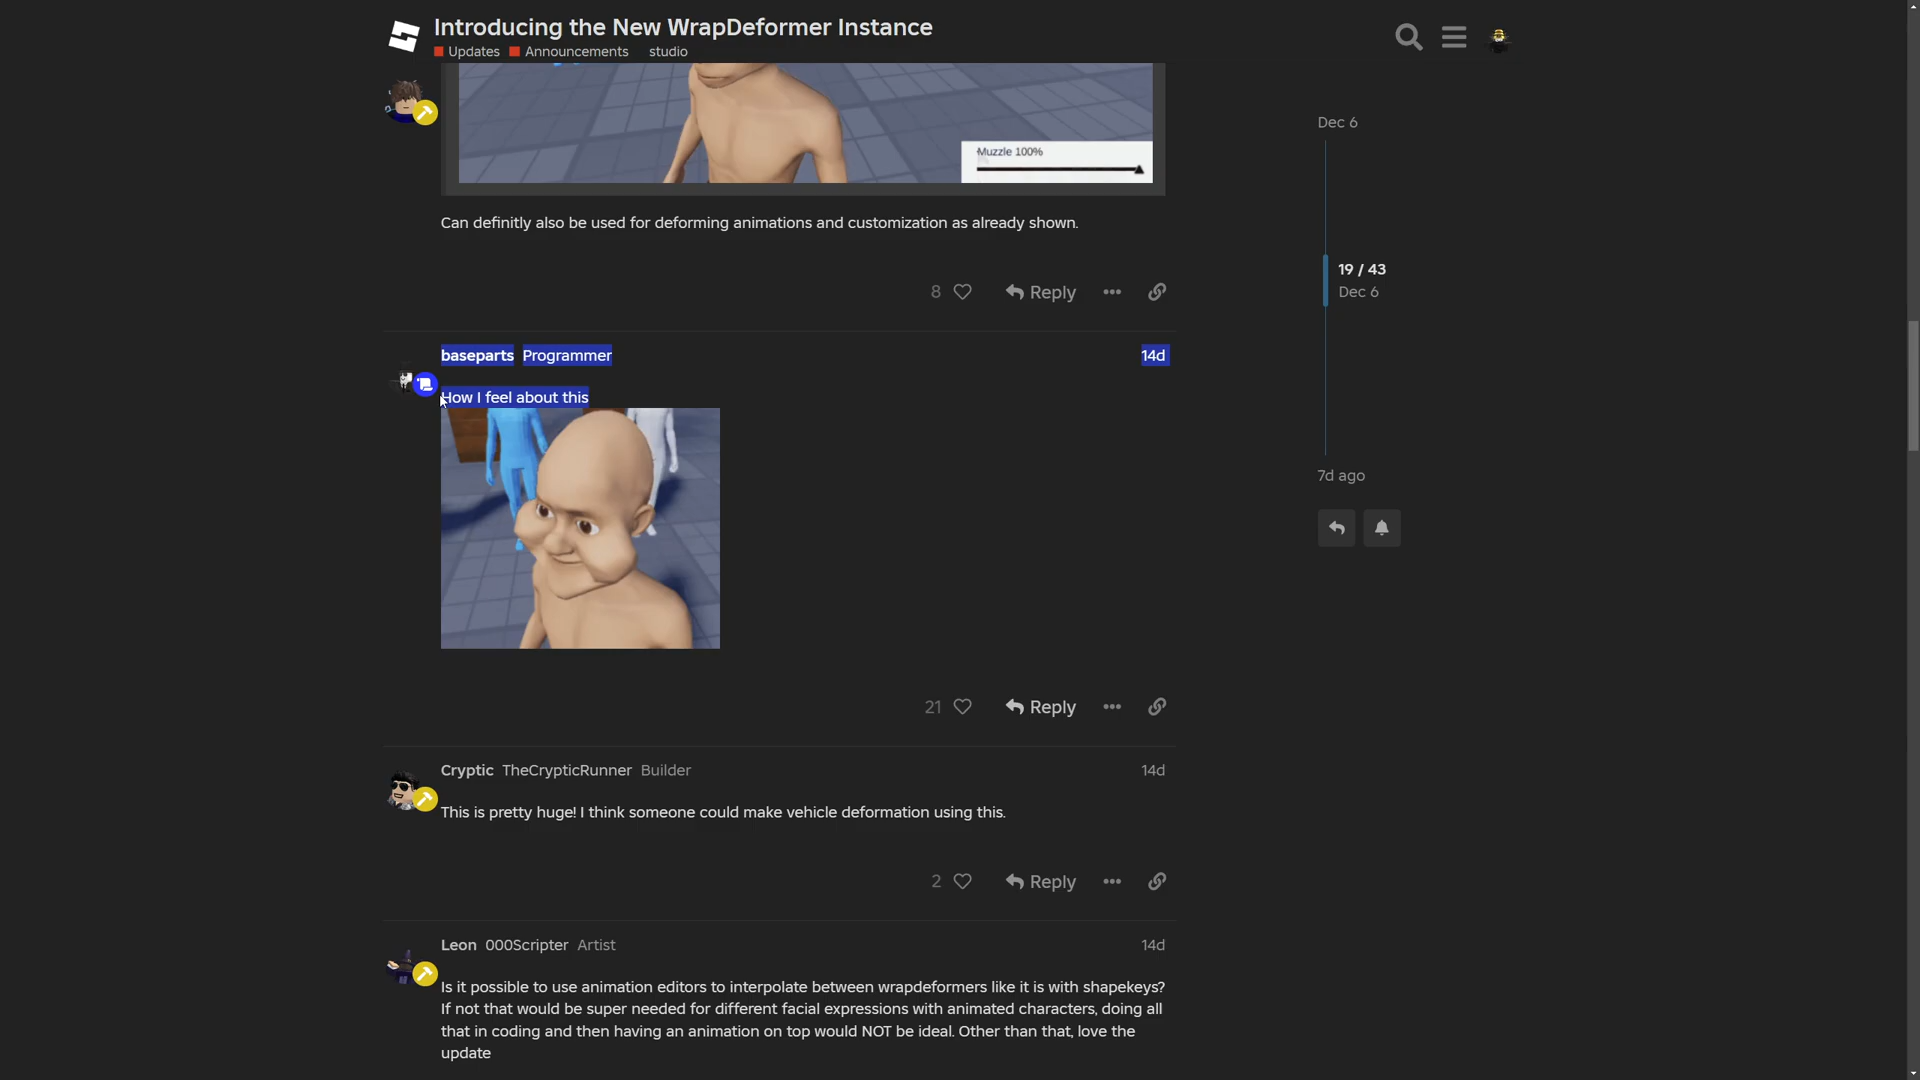 Introducing the New WrapDeformer Instance
Updates Announcements studio
Muzzle 100%
Can definitly also be used for deforming animations and customization as already shown.
8 Reply
baseparts Programmer 14d
How I feel about this
21 Reply
Cryptic TheCrypticRunner Builder 14d
This is pretty huge! I think someone could make vehicle deformation using this.
2 Reply
Leon 000Scripter Artist 14d
Is it possible to use animation editors to interpolate between wrapdeformers like it is with shapekeys?
If not that would be super needed for different facial expressions with animated characters, doing all
that in coding and then having an animation on top would NOT be ideal. Other than that, love the
update
Dec 6
19 / 43
Dec 6
7d ago